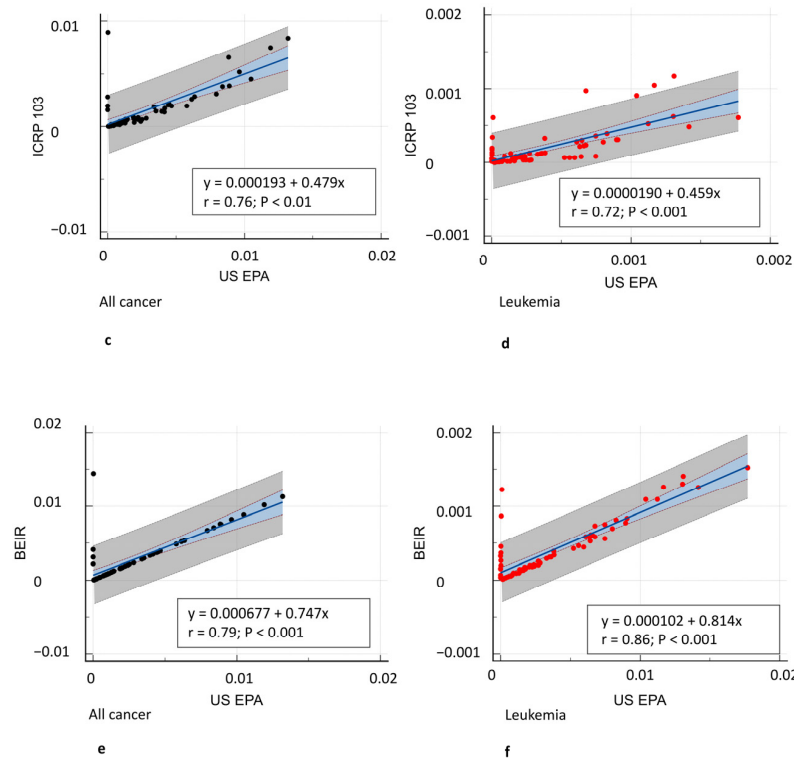 0.01
0
−0.01
ICRP 103
y = 0.000193 + 0.479x
r = 0.76; P < 0.01
0 0.01 0.02
US EPA
All cancer
c
0.002
0.001
0
−0.001
ICRP 103
y = 0.0000190 + 0.459x
r = 0.72; P < 0.001
0 0.001 0.002
US EPA
Leukemia
d
0.02
0.01
0
−0.01
BEIR
y = 0.000677 + 0.747x
r = 0.79; P < 0.001
0 0.01 0.02
US EPA
All cancer
e
0.002
0.001
0
−0.001
BEIR
y = 0.000102 + 0.814x
r = 0.86; P < 0.001
0 0.001 0.02
US EPA
Leukemia
f